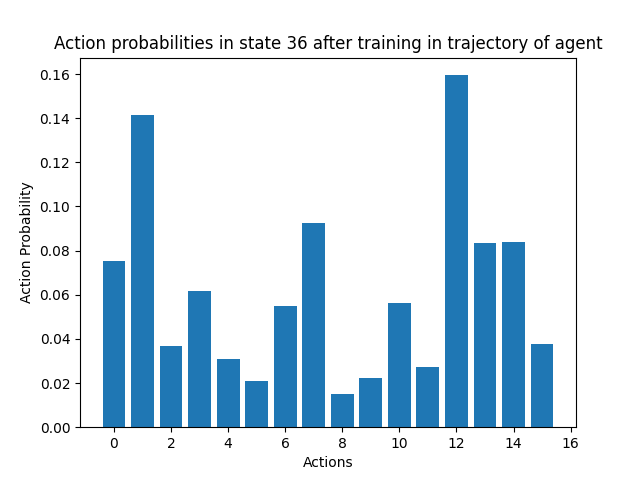 Action probabilities in state 36 after training in trajectory of agent
0.16
0.14
0.12
0.10
0.08
0.06
0.04
0.02
0.00
Action Probability
0 2 4 6 8 10 12 14 16
Actions